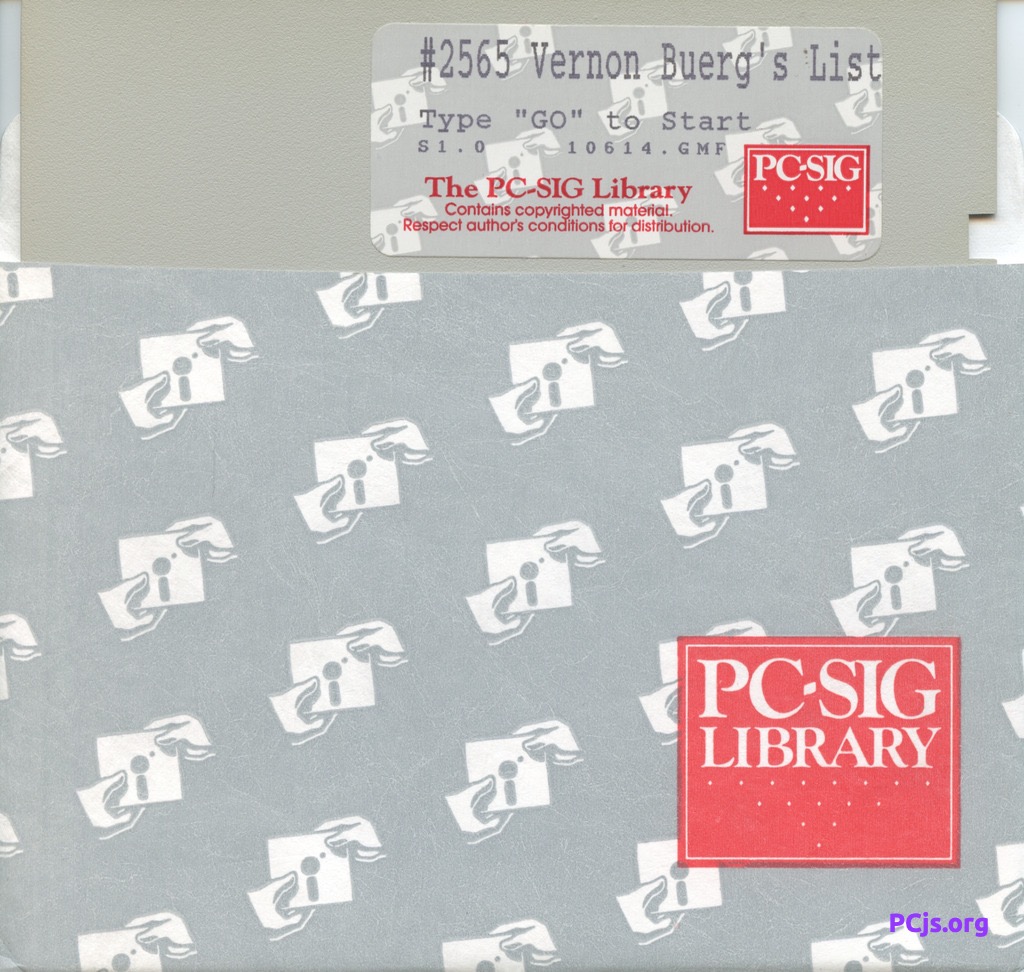 #2565 Vernon Buerg's List
Type "GO" to Start
S1.0 10614.GMF
PC-SIG
The PC-SIG Library
Contains copyrighted material.
Respect author's conditions for distribution.
PC-SIG
LIBRARY
PCjs.org